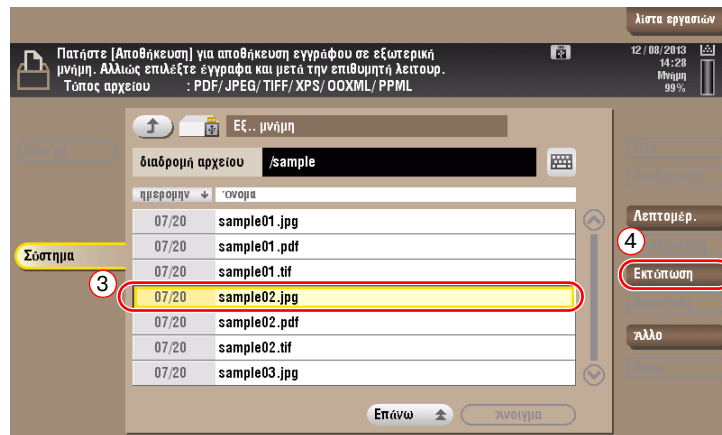 λίστα εργασιών
Πατήστε [Αποθήκευση] για αποθήκευση εγγράφου σε εξωτερική
μνήμη. Αλλιώς επιλέξτε έγγραφα και μετά την επιθυμητή λειτουρ.
Τύπος αρχείου : PDF/JPEG/TIFF/XPS/OOXML/PPML
12/08/2013
14:28
Μνήμη
99%
Εξ.. μνήμη
διαδρομή αρχείου /sample
ημερομην Όνομα
07/20 sample01.jpg
07/20 sample01.pdf
07/20 sample01.tif
07/20 sample02.jpg
07/20 sample02.pdf
07/20 sample02.tif
07/20 sample03.jpg
Σύστημα
3
Λεπτομέρ.
4
Εκτύπωση
Άλλο
Επάνω Άνοιγμα